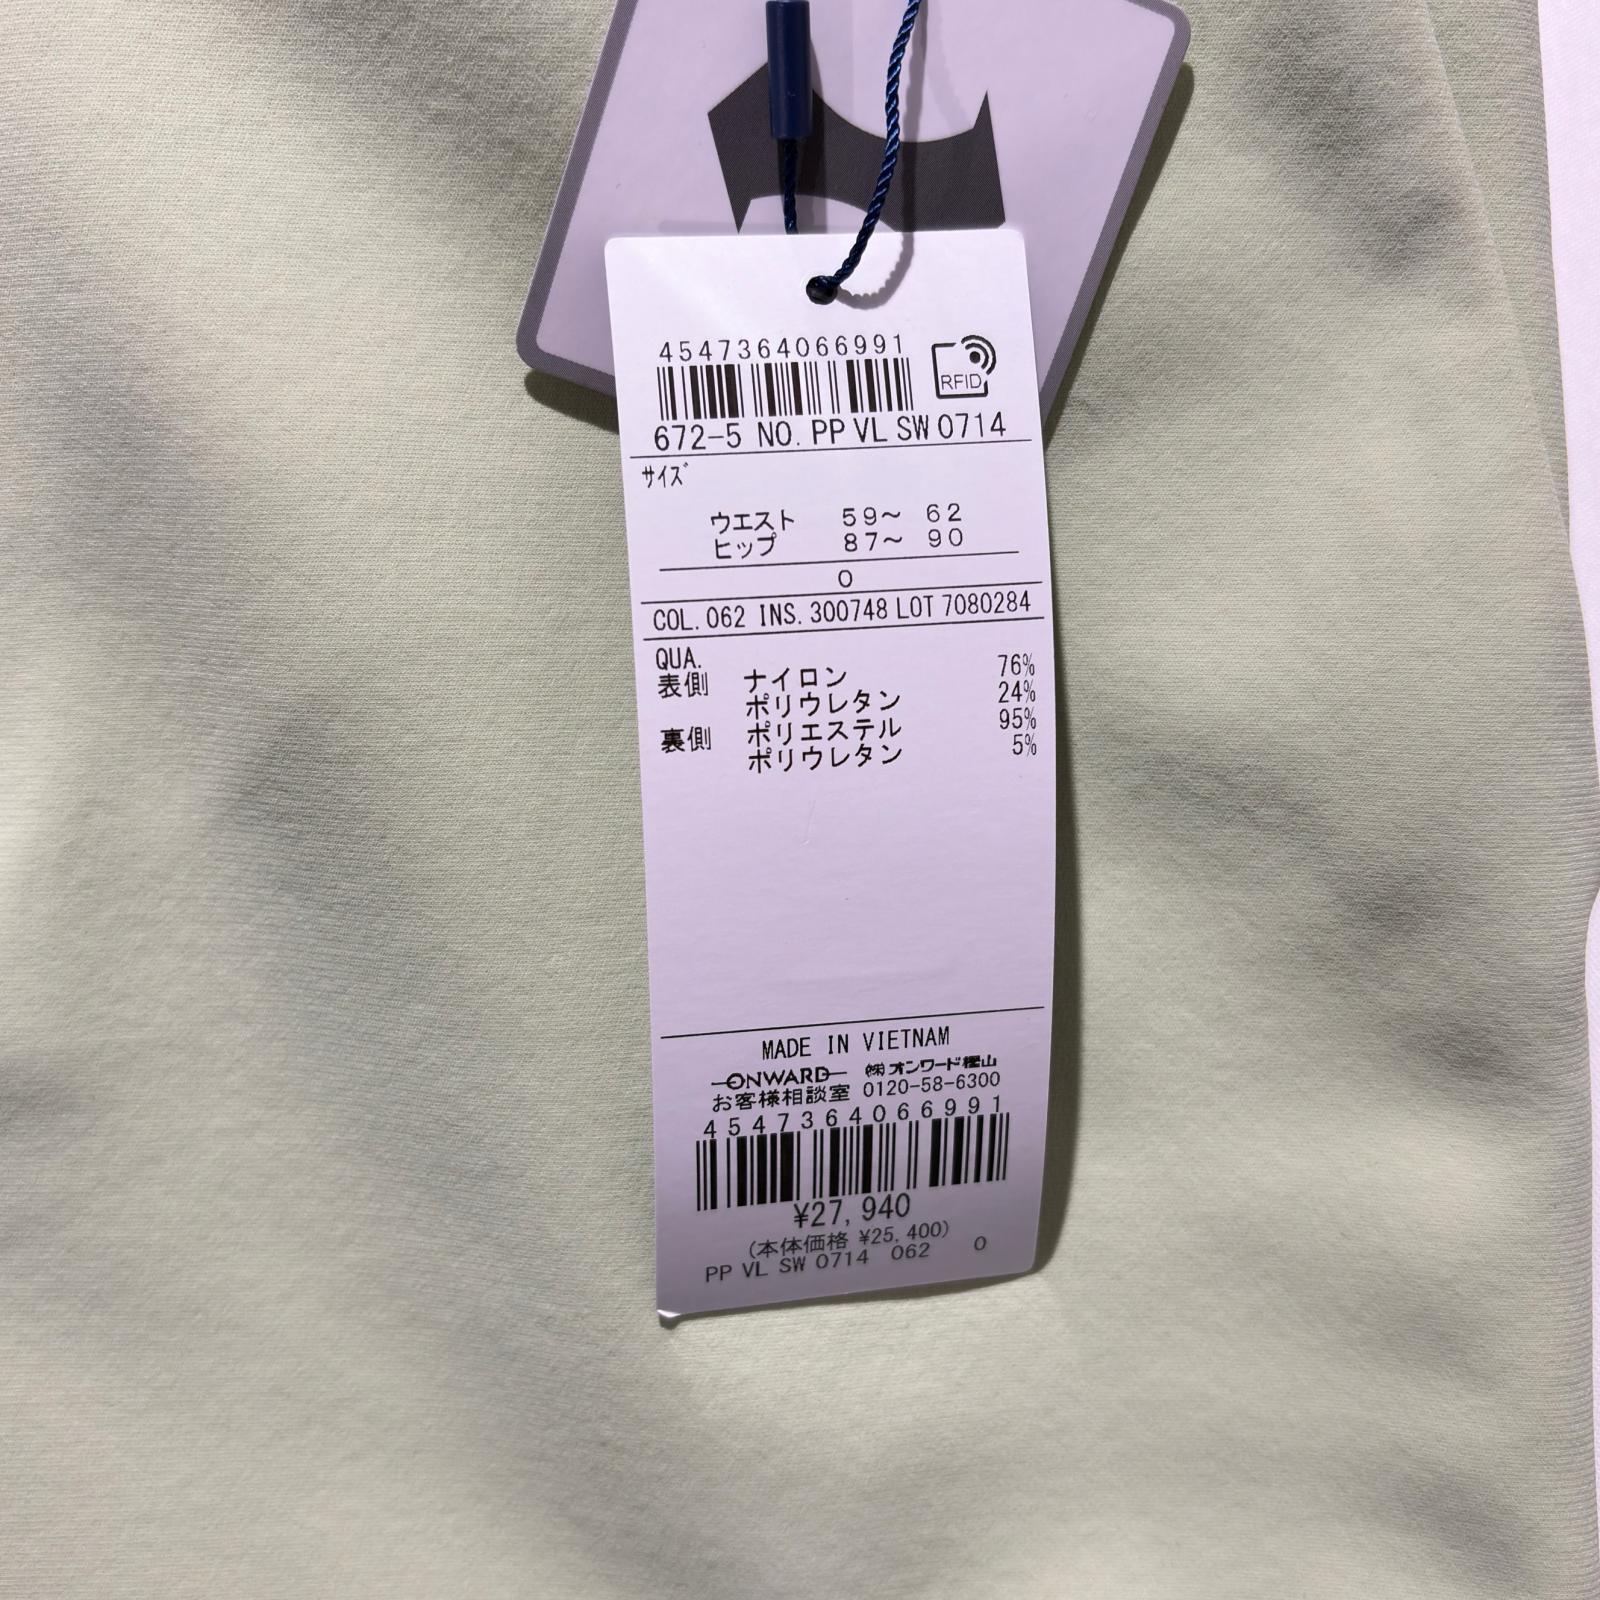 4547364066991
RFID
672-5 NO. PP VL SW 0714
サイズ
ウエスト 59～ 62
ヒップ 87～ 90
0
COL. 062 INS. 300748 LOT 7080284
QUA.
表側 ナイロン 76%
ポリウレタン 24%
裏側 ポリエステル 95%
ポリウレタン 5%
MADE IN VIETNAM
ONWARD ㈱オンワード樫山
お客様相談室 0120-58-6300
4547364066991
¥27,940
(本体価格 ¥25,400)
PP VL SW 0714 062 0